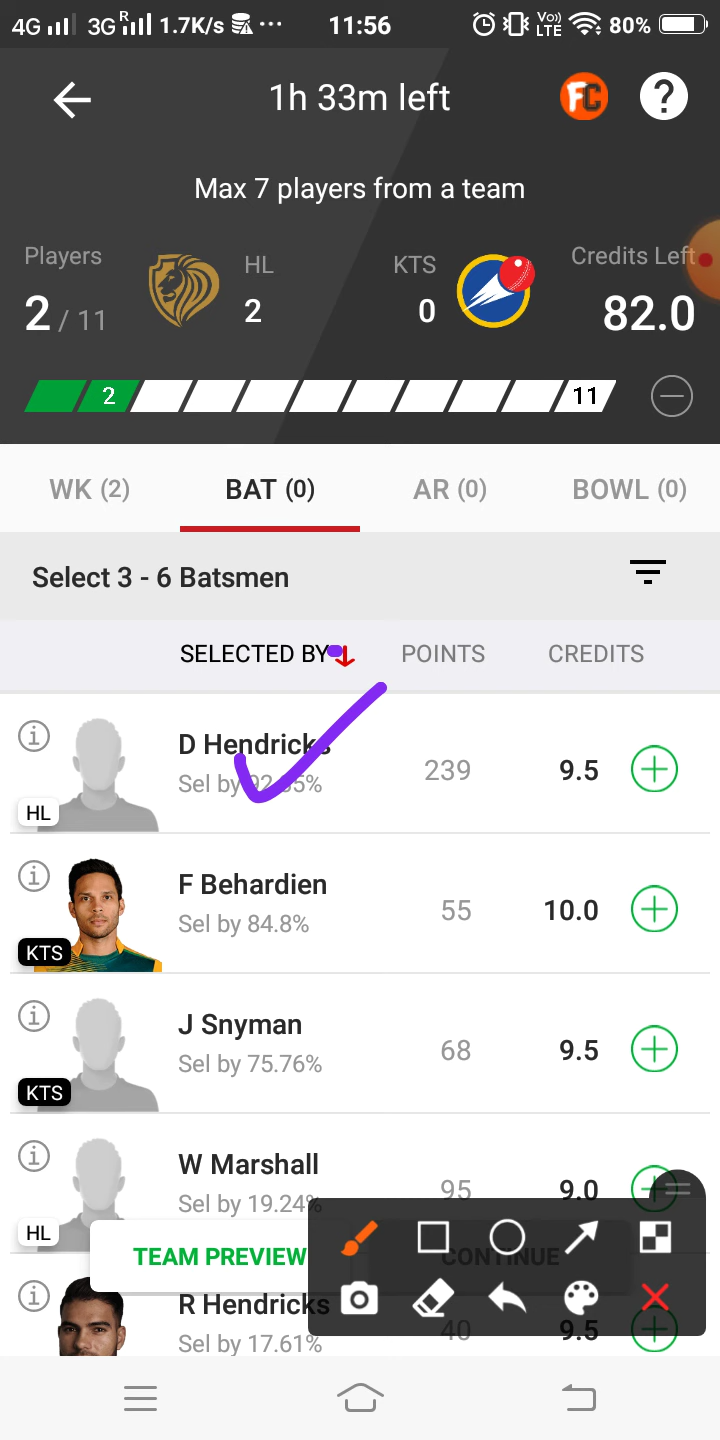 4G 3G R 1.7K/s ... 11:56 Vo)) LTE 80%
1h 33m left FC ?
Max 7 players from a team
Players HL KTS Credits Left
2 / 11 2 0 82.0
2 11
WK (2) BAT (0) AR (0) BOWL (0)
Select 3 - 6 Batsmen
SELECTED BY POINTS CREDITS
D Hendricks
Sel by 92.85% 239 9.5
HL
F Behardien
Sel by 84.8% 55 10.0
KTS
J Snyman
Sel by 75.76% 68 9.5
KTS
W Marshall
Sel by 19.24% 95 9.0
HL
TEAM PREVIEW CONTINUE
R Hendricks
Sel by 17.61% 40 9.5